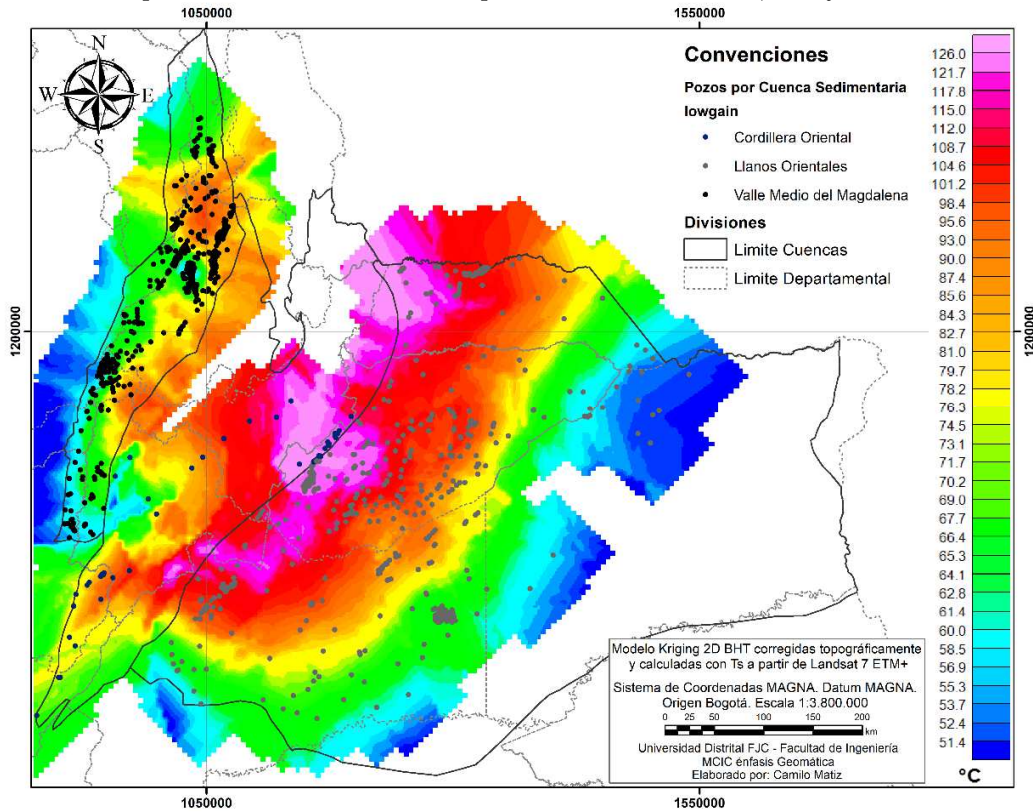 1050000
1550000
N
W
E
S
1200000
1200000
Convenciones
Pozos por Cuenca Sedimentaria
lowgain
Cordillera Oriental
Llanos Orientales
Valle Medio del Magdalena
Divisiones
Limite Cuencas
Limite Departamental
126.0
121.7
117.8
115.0
112.0
108.7
104.6
101.2
98.4
95.6
93.0
90.0
87.4
85.6
84.3
82.7
81.0
79.7
78.2
76.3
74.5
73.1
71.7
70.2
69.0
67.7
66.4
65.3
64.1
62.8
61.4
60.0
58.5
56.9
55.3
53.7
52.4
51.4
°C
Modelo Kriging 2D BHT corregidas topográficamente
y calculadas con Ts a partir de Landsat 7 ETM+
Sistema de Coordenadas MAGNA. Datum MAGNA.
Origen Bogotá. Escala 1:3.800.000
0 25 50 100 150 200
km
Universidad Distrital FJC - Facultad de Ingeniería
MCIC énfasis Geomática
Elaborado por: Camilo Matiz
1050000
1550000